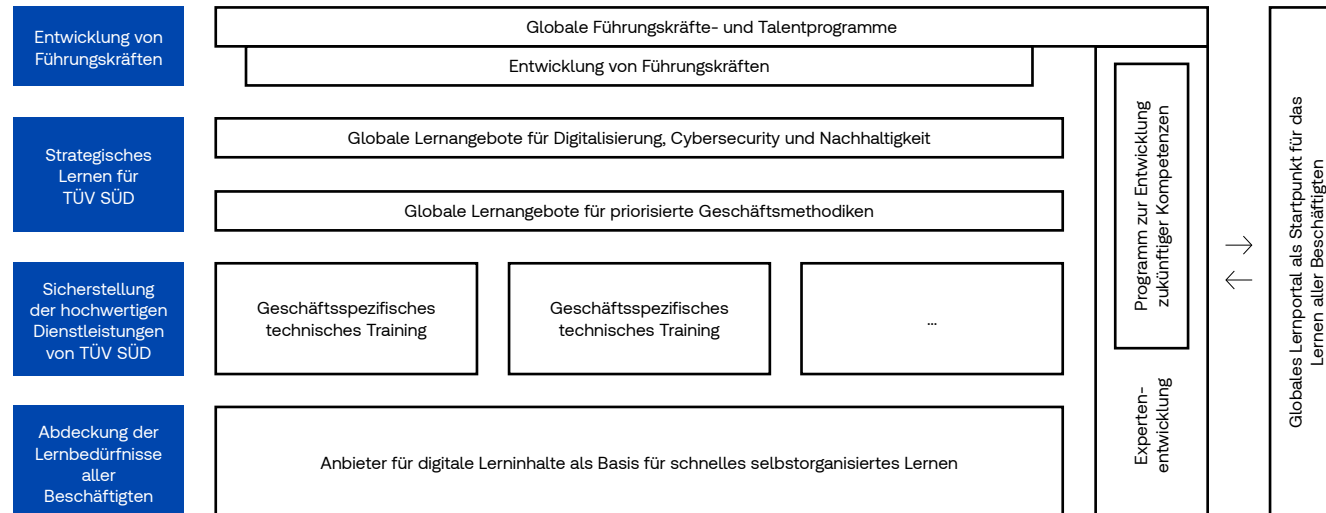 Entwicklung von
Führungskräften
Globale Führungskräfte- und Talentprogramme
Entwicklung von Führungskräften
Strategisches
Lernen für
TÜV SÜD
Globale Lernangebote für Digitalisierung, Cybersecurity und Nachhaltigkeit
Globale Lernangebote für priorisierte Geschäftsmethodiken
Sicherstellung
der hochwertigen
Dienstleistungen
von TÜV SÜD
Geschäftsspezifisches
technisches Training
Geschäftsspezifisches
technisches Training
...
Abdeckung der
Lernbedürfnisse
aller
Beschäftigten
Anbieter für digitale Lerninhalte als Basis für schnelles selbstorganisiertes Lernen
Programm zur Entwicklung
zukünftiger Kompetenzen
Experten-
entwicklung
Globales Lernportal als Startpunkt für das
Lernen aller Beschäftigten